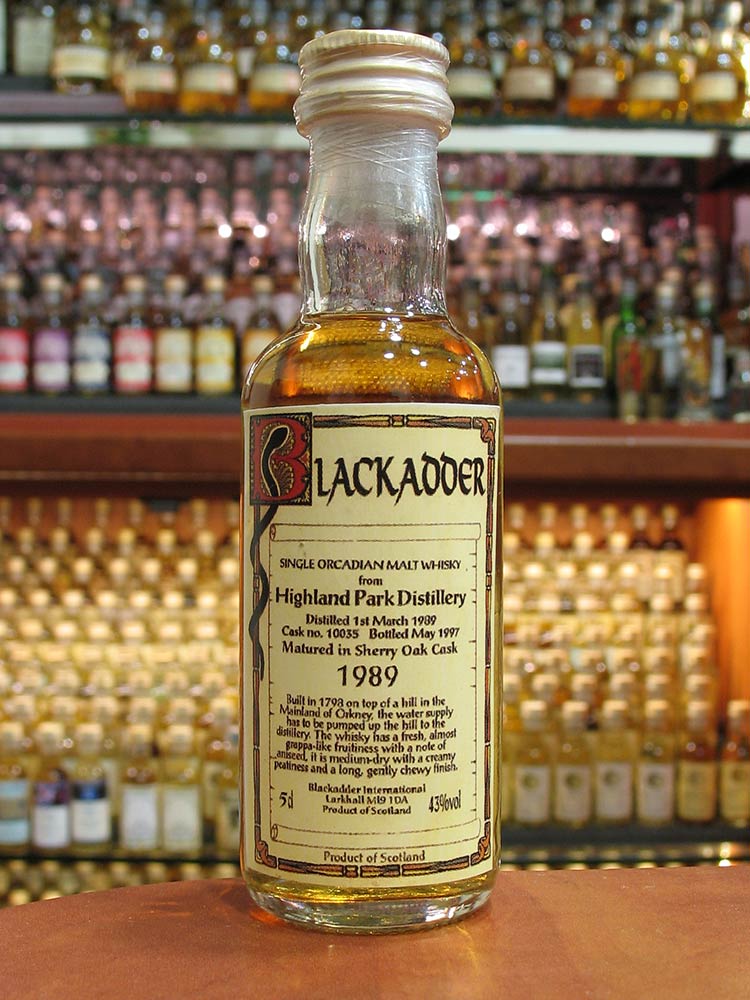 BLACKADDER
SINGLE ORCADIAN MALT WHISKY
from
Highland Park Distillery
Distilled 1st March 1989
Cask no. 10035 Bottled May 1997
Matured in Sherry Oak Cask
1989
Built in 1798 on top of a hill in the
Mainland of Orkney, the water supply
has to be pumped up the hill to the
distillery. The whisky has a fresh, almost
grappa-like fruitiness with a note of
aniseed, it is medium-dry with a creamy
peatiness and a long, gently chewy finish.
Blackadder International
Larkhall ML9 1DA
5cl Product of Scotland 43%vol
Product of Scotland